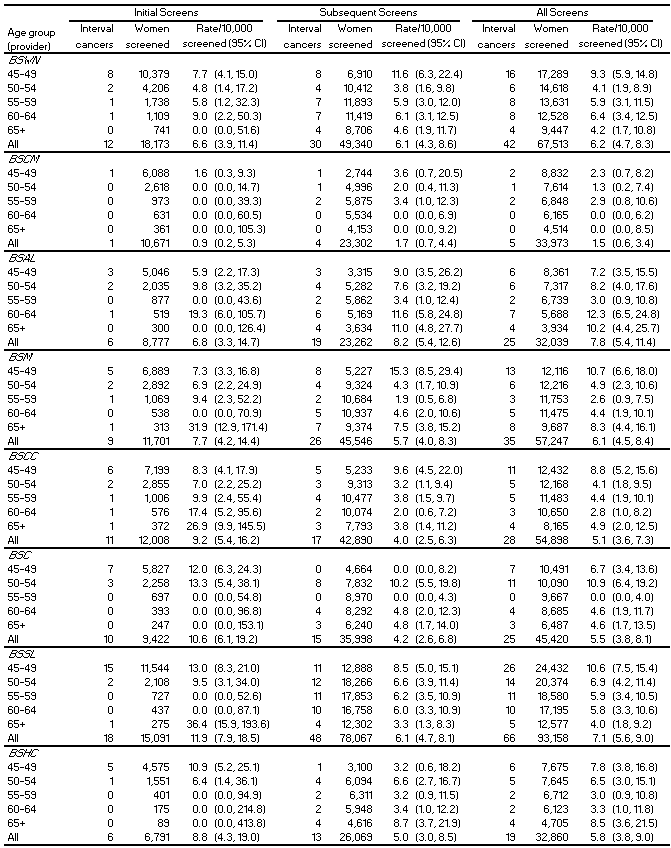 Initial Screens Subsequent Screens All Screens
Age group (provider) Interval cancers Women screened Rate/10,000 screened (95% CI) Interval cancers Women screened Rate/10,000 screened (95% CI) Interval cancers Women screened Rate/10,000 screened (95% CI)
BSWN
45-49 8 10,379 7.7 (4.1, 15.0) 8 6,910 11.6 (6.3, 22.4) 16 17,289 9.3 (5.9, 14.8)
50-54 2 4,206 4.8 (1.4, 17.2) 4 10,412 3.8 (1.6, 9.8) 6 14,618 4.1 (1.9, 8.9)
55-59 1 1,738 5.8 (1.2, 32.3) 7 11,893 5.9 (3.0, 12.0) 8 13,631 5.9 (3.1, 11.5)
60-64 1 1,109 9.0 (2.2, 50.3) 7 11,419 6.1 (3.1, 12.5) 8 12,528 6.4 (3.4, 12.5)
65+ 0 741 0.0 (0.0, 51.6) 4 8,706 4.6 (1.9, 11.7) 4 9,447 4.2 (1.7, 10.8)
All 12 18,173 6.6 (3.9, 11.4) 30 49,340 6.1 (4.3, 8.6) 42 67,513 6.2 (4.7, 8.3)
BSCM
45-49 1 6,088 1.6 (0.3, 9.3) 1 2,744 3.6 (0.7, 20.5) 2 8,832 2.3 (0.7, 8.2)
50-54 0 2,618 0.0 (0.0, 14.7) 1 4,996 2.0 (0.4, 11.3) 1 7,614 1.3 (0.2, 7.4)
55-59 0 973 0.0 (0.0, 39.3) 2 5,875 3.4 (1.0, 12.3) 2 6,848 2.9 (0.8, 10.6)
60-64 0 631 0.0 (0.0, 60.5) 0 5,534 0.0 (0.0, 6.9) 0 6,165 0.0 (0.0, 6.2)
65+ 0 361 0.0 (0.0, 105.3) 0 4,153 0.0 (0.0, 9.2) 0 4,514 0.0 (0.0, 8.5)
All 1 10,671 0.9 (0.2, 5.2) 4 23,302 1.7 (0.7, 4.4) 5 33,973 1.5 (0.6, 3.4)
BSAL
45-49 3 5,046 5.9 (2.2, 17.3) 3 3,315 9.0 (3.5, 26.2) 6 8,361 7.2 (3.5, 15.5)
50-54 2 2,035 9.8 (3.2, 35.2) 4 5,282 7.6 (3.2, 19.2) 6 7,317 8.2 (4.0, 17.6)
55-59 0 877 0.0 (0.0, 43.6) 2 5,862 3.4 (1.0, 12.4) 2 6,739 3.0 (0.9, 10.8)
60-64 1 519 19.3 (6.0, 105.7) 6 5,169 11.6 (5.8, 24.8) 7 5,688 12.3 (6.5, 24.8)
65+ 0 300 0.0 (0.0, 126.4) 4 3,634 11.0 (4.8, 27.7) 4 3,934 10.2 (4.4, 25.7)
All 6 8,777 6.8 (3.3, 14.7) 19 23,262 8.2 (5.4, 12.6) 25 32,039 7.8 (5.4, 11.4)
BSM
45-49 5 6,889 7.3 (3.3, 16.8) 8 5,227 15.3 (8.5, 29.4) 13 12,116 10.7 (6.6, 18.0)
50-54 2 2,892 6.9 (2.2, 24.9) 4 9,324 4.3 (1.7, 10.9) 6 12,216 4.9 (2.3, 10.6)
55-59 1 1,069 9.4 (2.3, 52.2) 2 10,684 1.9 (0.5, 6.8) 3 11,753 2.6 (0.9, 7.5)
60-64 0 538 0.0 (0.0, 70.9) 5 10,937 4.6 (2.0, 10.6) 5 11,475 4.4 (1.9, 10.1)
65+ 1 313 31.9 (12.9, 171.4) 7 9,374 7.5 (3.8, 15.2) 8 9,687 8.3 (4.4, 16.1)
All 9 11,701 7.7 (4.2, 14.4) 26 45,546 5.7 (4.0, 8.3) 35 57,247 6.1 (4.5, 8.4)
BSCC
45-49 6 7,199 8.3 (4.1, 17.9) 5 5,233 9.6 (4.5, 22.0) 11 12,432 8.8 (5.2, 15.6)
50-54 2 2,855 7.0 (2.2, 25.2) 3 9,313 3.2 (1.1, 9.4) 5 12,168 4.1 (1.8, 9.5)
55-59 1 1,006 9.9 (2.4, 55.4) 4 10,477 3.8 (1.5, 9.7) 5 11,483 4.4 (1.9, 10.1)
60-64 1 576 17.4 (5.2, 95.6) 2 10,074 2.0 (0.6, 7.2) 3 10,650 2.8 (1.0, 8.2)
65+ 1 372 26.9 (9.9, 145.5) 3 7,793 3.8 (1.4, 11.2) 4 8,165 4.9 (2.0, 12.5)
All 11 12,008 9.2 (5.4, 16.2) 17 42,890 4.0 (2.5, 6.3) 28 54,898 5.1 (3.6, 7.3)
BSC
45-49 7 5,827 12.0 (6.3, 24.3) 0 4,664 0.0 (0.0, 8.2) 7 10,491 6.7 (3.4, 13.6)
50-54 3 2,258 13.3 (5.4, 38.1) 8 7,832 10.2 (5.5, 19.8) 11 10,090 10.9 (6.4, 19.2)
55-59 0 697 0.0 (0.0, 54.8) 0 8,970 0.0 (0.0, 4.3) 0 9,667 0.0 (0.0, 4.0)
60-64 0 393 0.0 (0.0, 96.8) 4 8,292 4.8 (2.0, 12.3) 4 8,685 4.6 (1.9, 11.7)
65+ 0 247 0.0 (0.0, 153.1) 3 6,240 4.8 (1.7, 14.0) 3 6,487 4.6 (1.7, 13.5)
All 10 9,422 10.6 (6.1, 19.2) 15 35,998 4.2 (2.6, 6.8) 25 45,420 5.5 (3.8, 8.1)
BSSL
45-49 15 11,544 13.0 (8.3, 21.0) 11 12,888 8.5 (5.0, 15.1) 26 24,432 10.6 (7.5, 15.4)
50-54 2 2,108 9.5 (3.1, 34.0) 12 18,266 6.6 (3.9, 11.4) 14 20,374 6.9 (4.2, 11.4)
55-59 0 727 0.0 (0.0, 52.6) 11 17,853 6.2 (3.5, 10.9) 11 18,580 5.9 (3.4, 10.5)
60-64 0 437 0.0 (0.0, 87.1) 10 16,758 6.0 (3.3, 10.9) 10 17,195 5.8 (3.3, 10.6)
65+ 1 275 36.4 (15.9, 193.6) 4 12,302 3.3 (1.3, 8.3) 5 12,577 4.0 (1.8, 9.2)
All 18 15,091 11.9 (7.9, 18.5) 48 78,067 6.1 (4.7, 8.1) 66 93,158 7.1 (5.6, 9.0)
BSHC
45-49 5 4,575 10.9 (5.2, 25.1) 1 3,100 3.2 (0.6, 18.2) 6 7,675 7.8 (3.8, 16.8)
50-54 1 1,551 6.4 (1.4, 36.1) 4 6,094 6.6 (2.7, 16.7) 5 7,645 6.5 (3.0, 15.1)
55-59 0 401 0.0 (0.0, 94.9) 2 6,311 3.2 (0.9, 11.5) 2 6,712 3.0 (0.9, 10.8)
60-64 0 175 0.0 (0.0, 214.8) 2 5,948 3.4 (1.0, 12.2) 2 6,123 3.3 (1.0, 11.8)
65+ 0 89 0.0 (0.0, 413.8) 4 4,616 8.7 (3.7, 21.9) 4 4,705 8.5 (3.6, 21.5)
All 6 6,791 8.8 (4.3, 19.0) 13 26,069 5.0 (3.0, 8.5) 19 32,860 5.8 (3.8, 9.0)